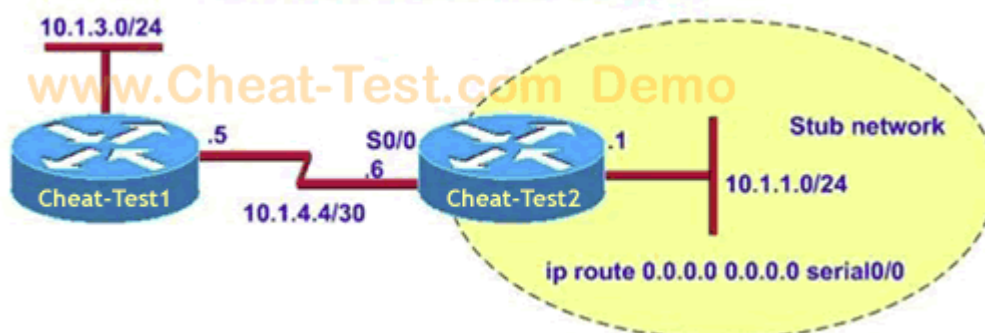 10.1.3.0/24
www.Cheat-Test.com Demo
.5
S0/0
.6
.1
Stub network
Cheat-Test1
Cheat-Test2
10.1.4.4/30
10.1.1.0/24
ip route 0.0.0.0 0.0.0.0 serial0/0